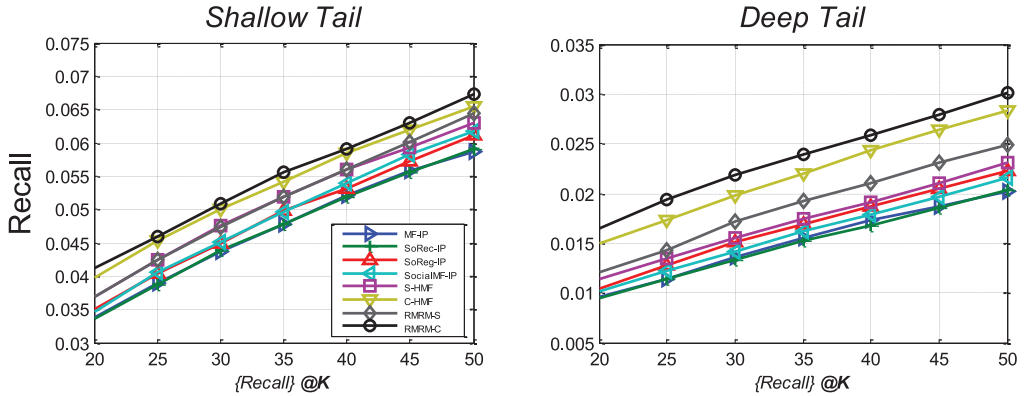 Shallow Tail
0.075
0.07
0.065
0.06
0.055
0.05
0.045
0.04
0.035
0.03
Recall
20 25 30 35 40 45 50
{Recall} @K
MF-IP
SoRec-IP
SoReg-IP
SocialMF-IP
S-HMF
C-HMF
RMRM-S
RMRM-C
Deep Tail
0.035
0.03
0.025
0.02
0.015
0.01
0.005
20 25 30 35 40 45 50
{Recall} @K